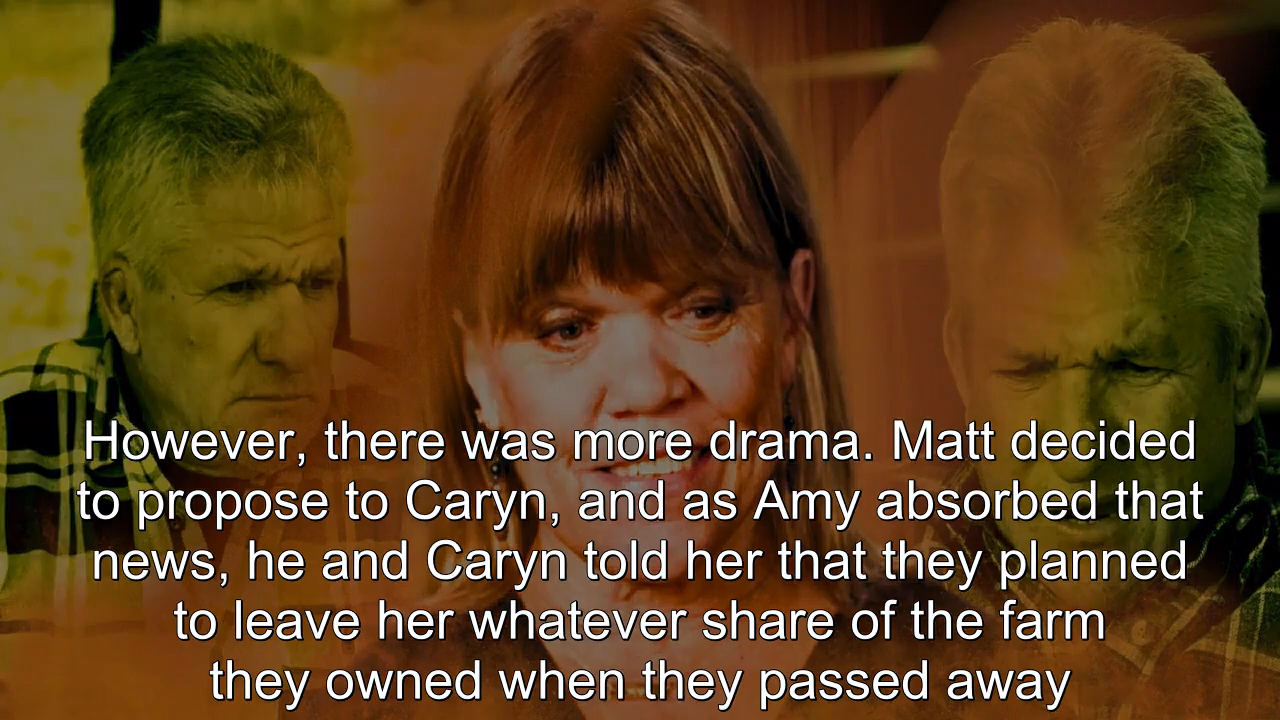 However, there was more drama. Matt decided
to propose to Caryn, and as Amy absorbed that
news, he and Caryn told her that they planned
to leave her whatever share of the farm
they owned when they passed away